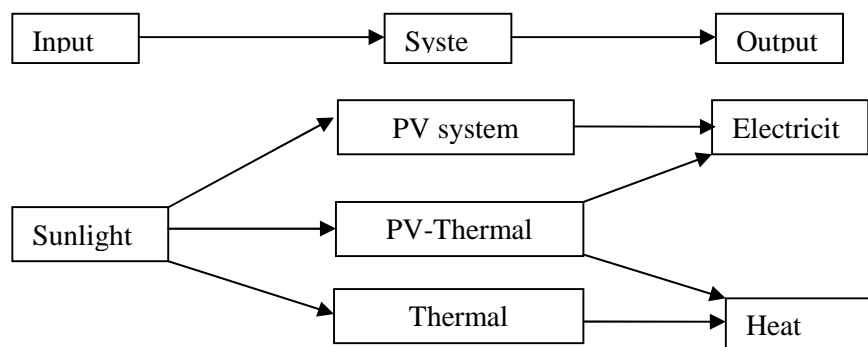 Input Syste Output
PV system Electricit
Sunlight PV-Thermal
Thermal Heat